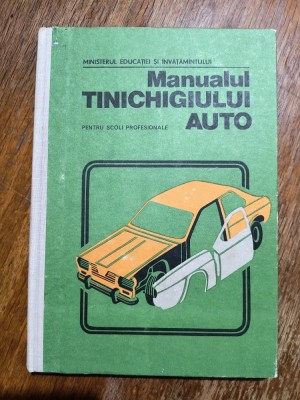 MINISTERUL EDUCAȚIEI ȘI ÎNVĂȚĂMÎNTULUI
Manualul
TINICHIGIULUI
AUTO
PENTRU ȘCOLI PROFESIONALE